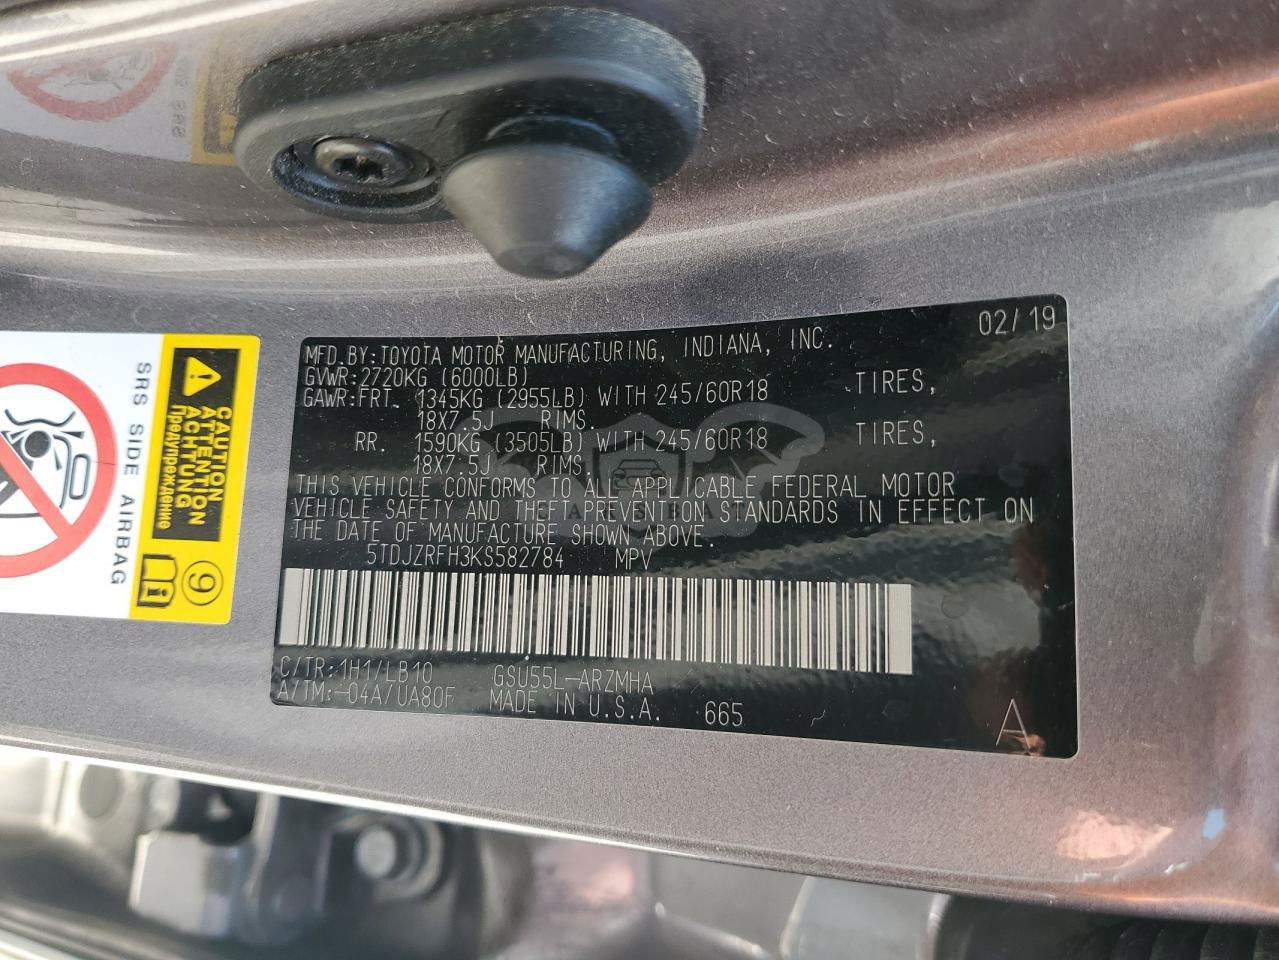 02/19
MFD.BY:TOYOTA MOTOR MANUFACTURING, INDIANA, INC.
GVWR:2720KG (6000LB)
GAWR:FRT. 1345KG (2955LB) WITH 245/60R18 TIRES,
18X7.5J RIMS.
RR. 1590KG (3505LB) WITH 245/60R18 TIRES,
18X7.5J RIMS.
THIS VEHICLE CONFORMS TO ALL APPLICABLE FEDERAL MOTOR
VEHICLE SAFETY AND THEFT PREVENTION STANDARDS IN EFFECT ON
THE DATE OF MANUFACTURE SHOWN ABOVE.
5TDJZRFH3KS582784 MPV
C/TR:1H1/LB10 GSU55L-ARZMHA
A/TM:-04A/UA80F MADE IN U.S.A. 665
A
CAUTION
ATTENTION
ACHTUNG
Предупреждение
9
SRS SIDE AIRBAG